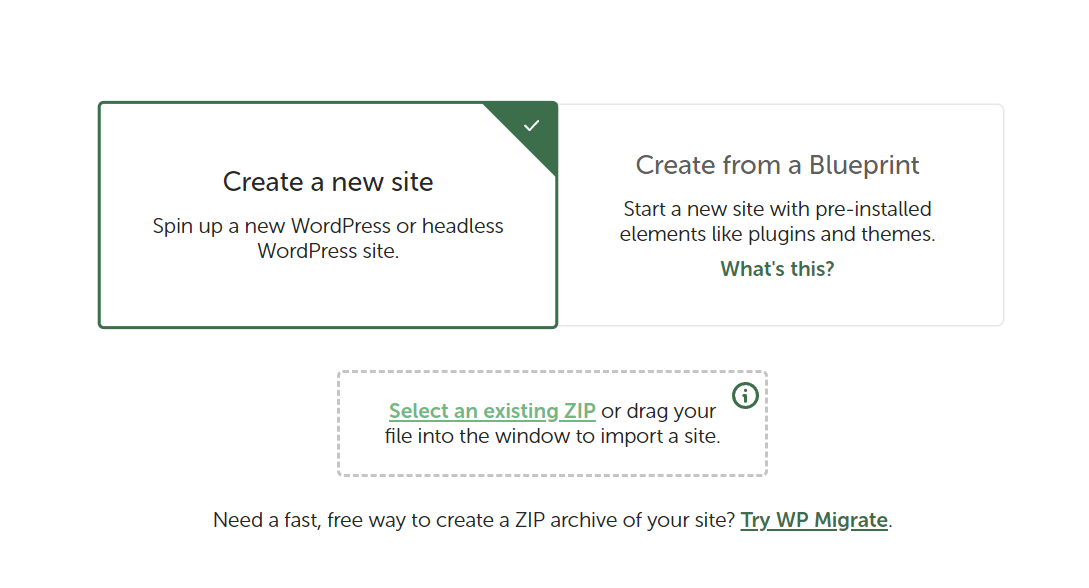 Create a new site
Spin up a new WordPress or headless
WordPress site.
Create from a Blueprint
Start a new site with pre-installed
elements like plugins and themes.
What's this?
Select an existing ZIP or drag your
file into the window to import a site.
Need a fast, free way to create a ZIP archive of your site? Try WP Migrate.